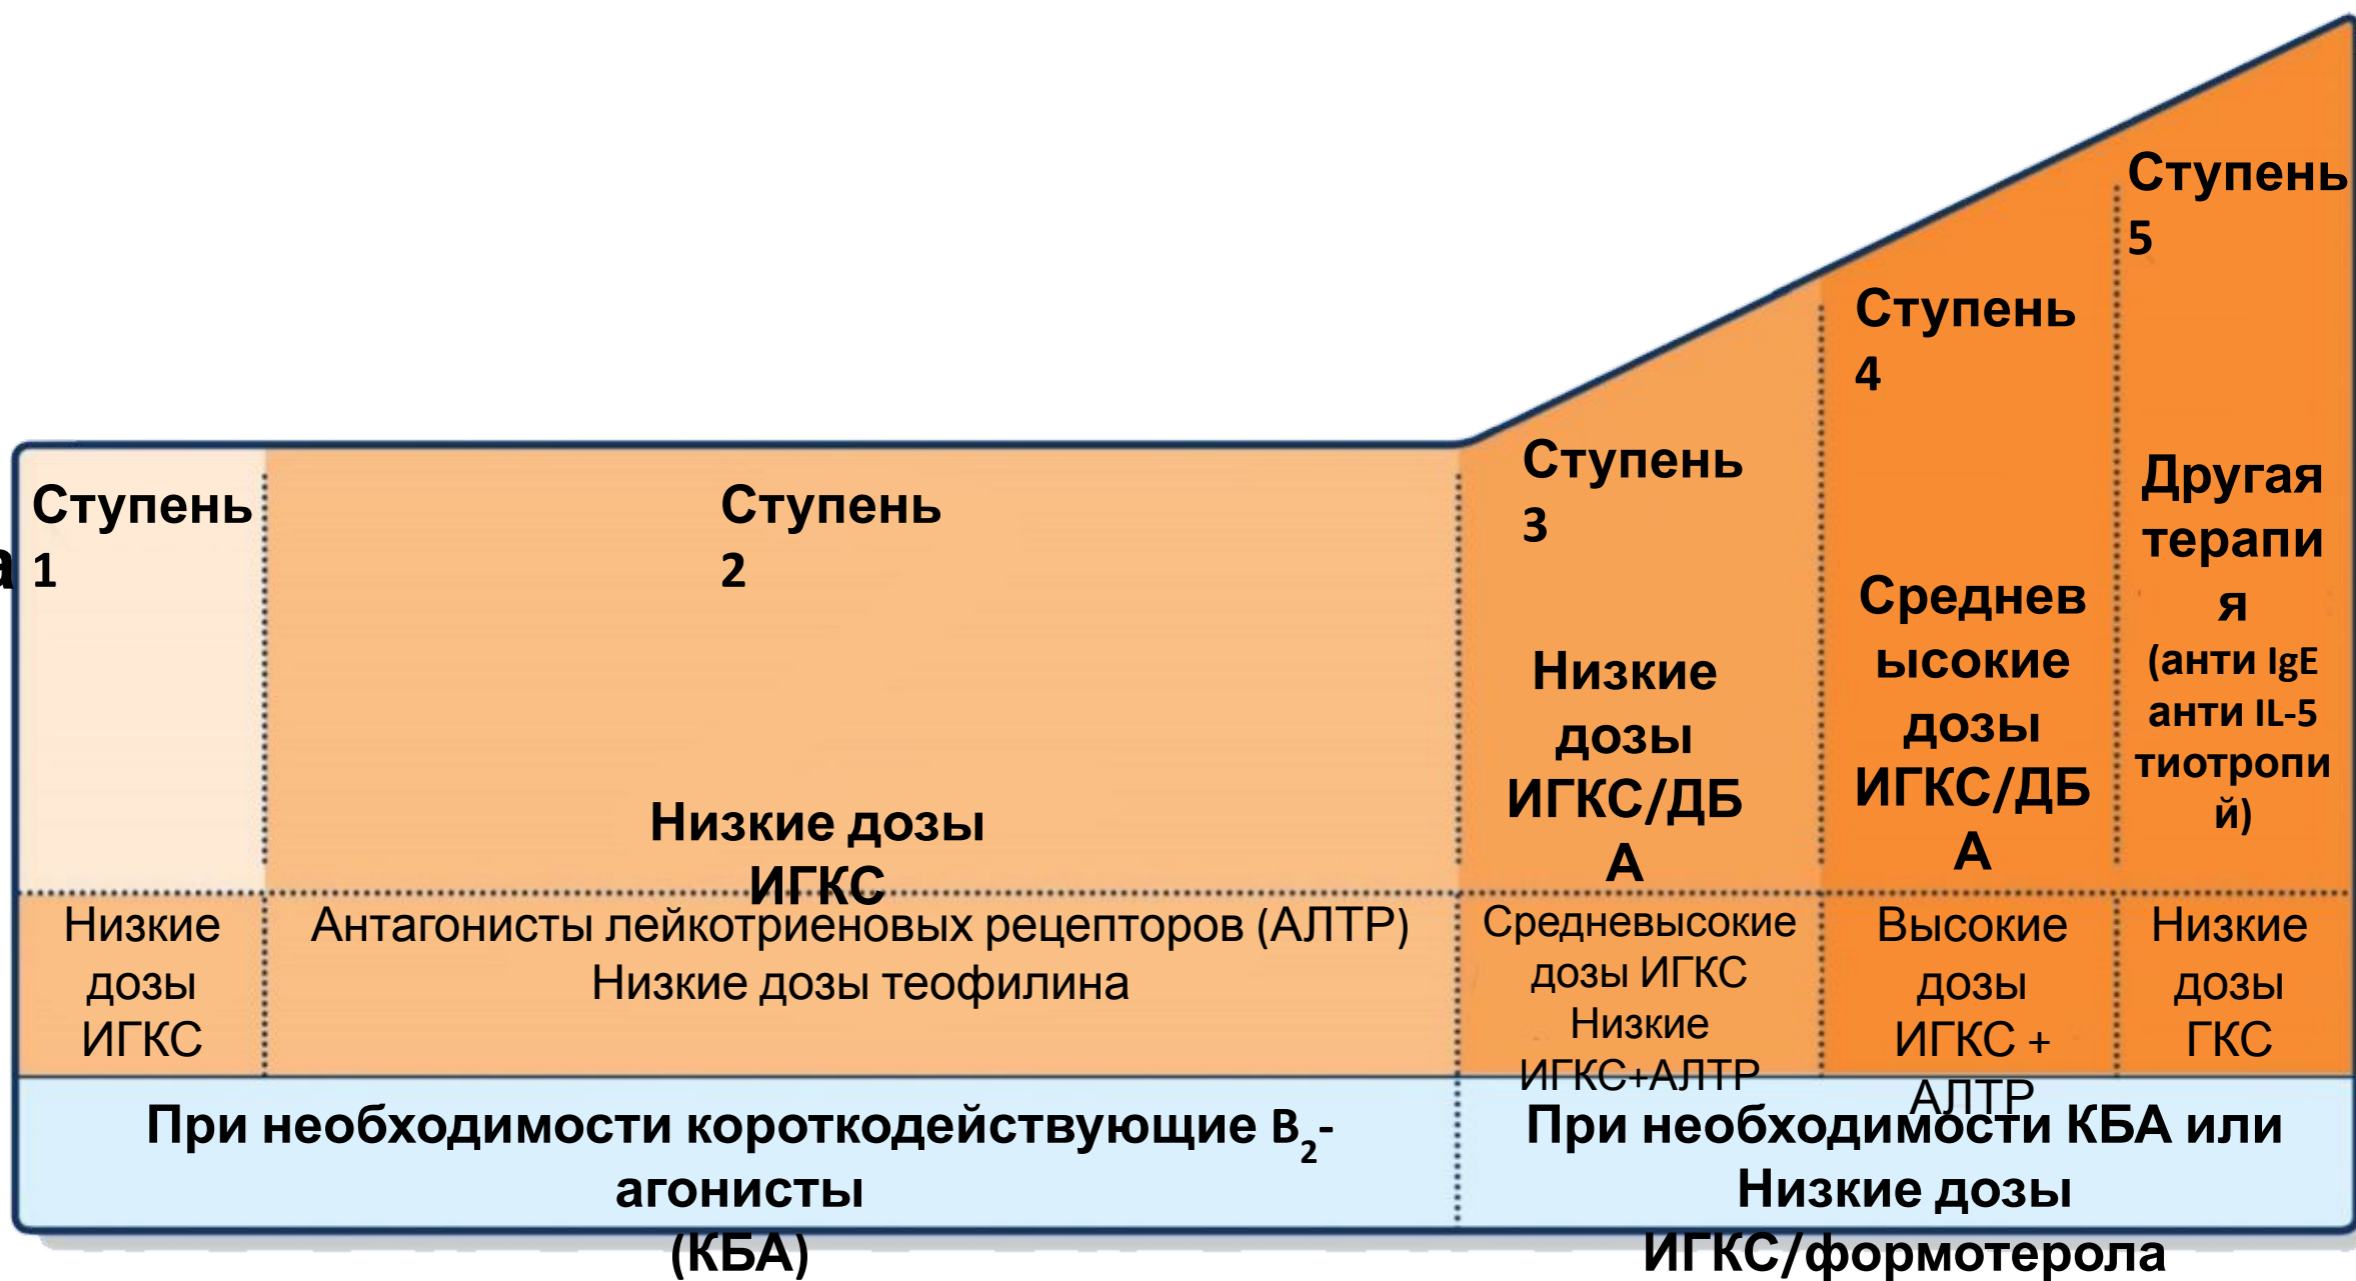 Ступень
1
Ступень
2
Низкие дозы
ИГКС
Ступень
3
Низкие
дозы
ИГКС/ДБ
А
Ступень
4
Среднев
ысокие
дозы
ИГКС/ДБ
А
Ступень
5
Другая
терапи
я
(анти IgE
анти IL-5
тиотропи
й)
а
Низкие
дозы
ИГКС
Антагонисты лейкотриеновых рецепторов (АЛТР)
Низкие дозы теофилина
Средневысокие
дозы ИГКС
Низкие
ИГКС+АЛТР
Высокие
дозы
ИГКС +
АЛТР
Низкие
дозы
ГКС
При необходимости короткодействующие B₂-
агонисты
(КБА)
При необходимости КБА или
Низкие дозы
ИГКС/формотерола